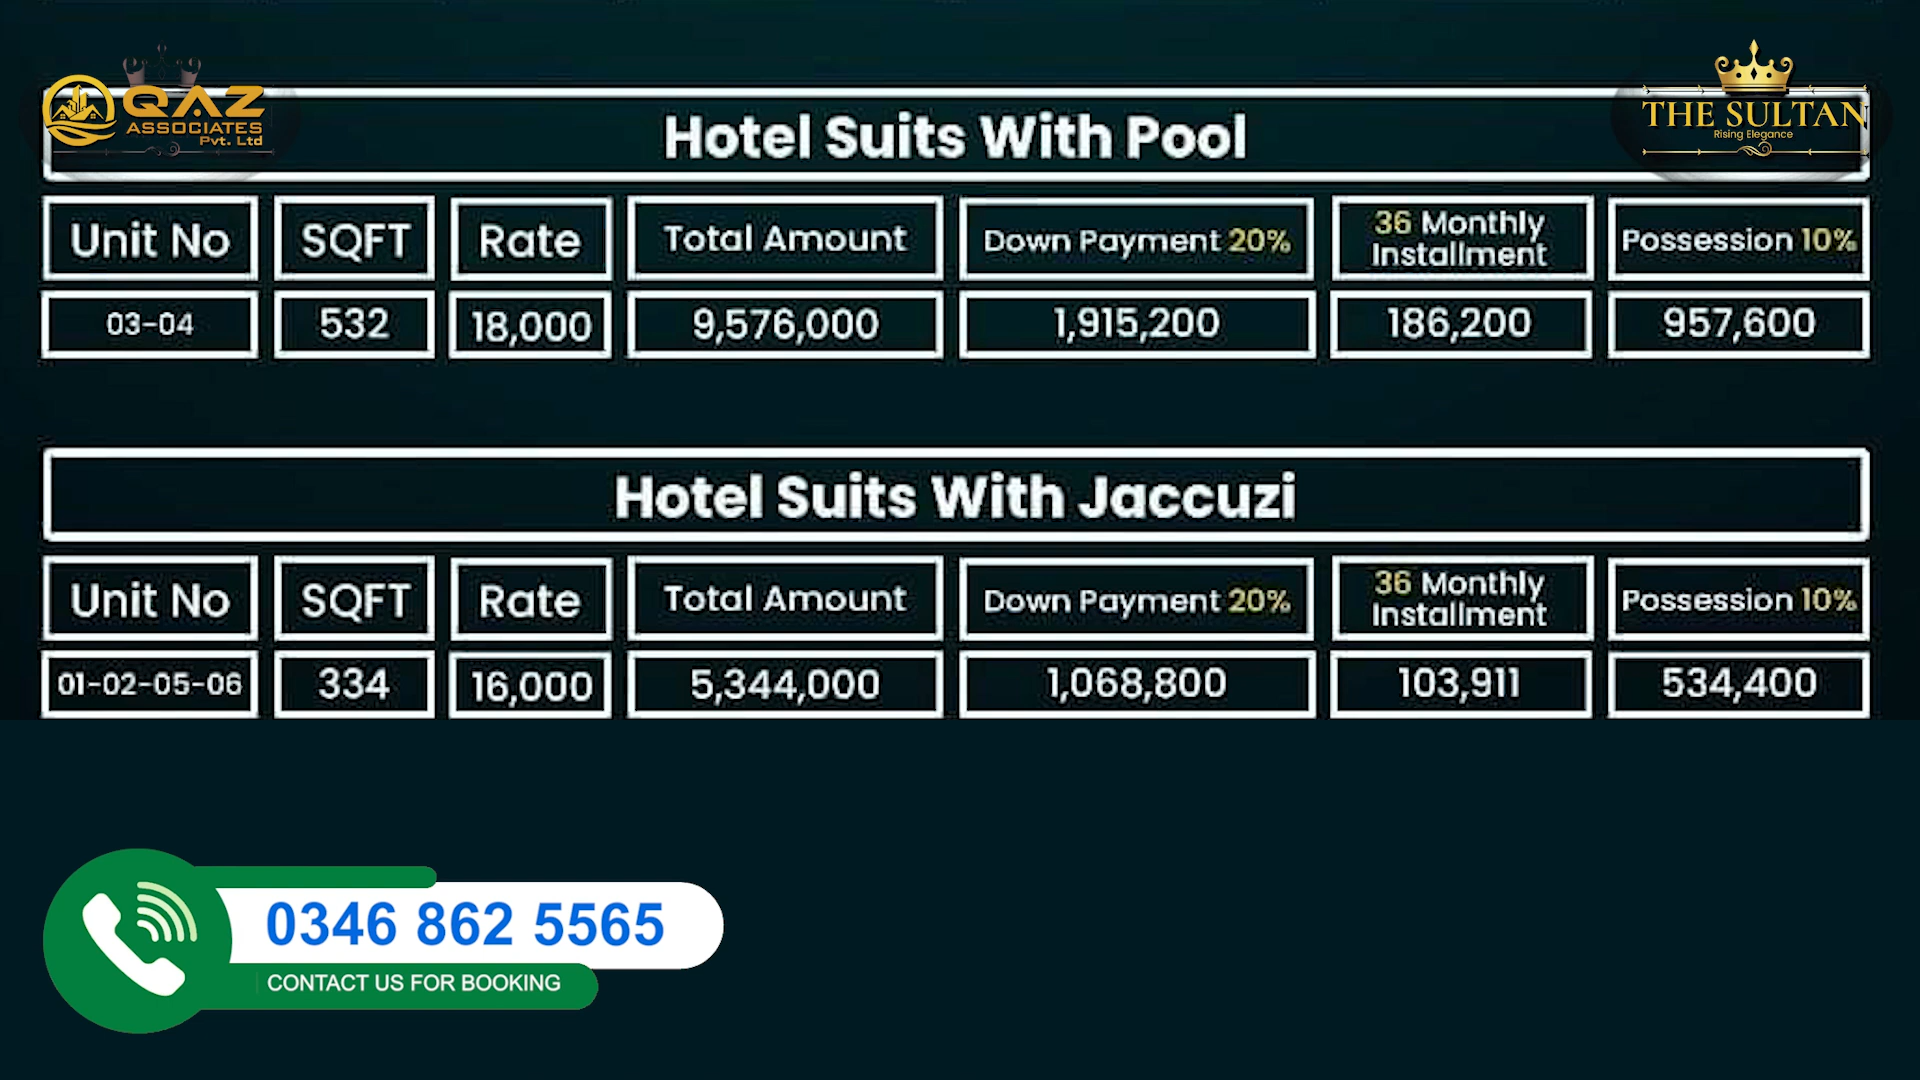 QAZ
ASSOCIATES
Pvt. Ltd
THE SULTAN
Rising Elegance
Hotel Suits With Pool
Unit No SQFT Rate Total Amount Down Payment 20% 36 Monthly Installment Possession 10%
03-04 532 18,000 9,576,000 1,915,200 186,200 957,600
Hotel Suits With Jaccuzi
Unit No SQFT Rate Total Amount Down Payment 20% 36 Monthly Installment Possession 10%
01-02-05-06 334 16,000 5,344,000 1,068,800 103,911 534,400
0346 862 5565
CONTACT US FOR BOOKING